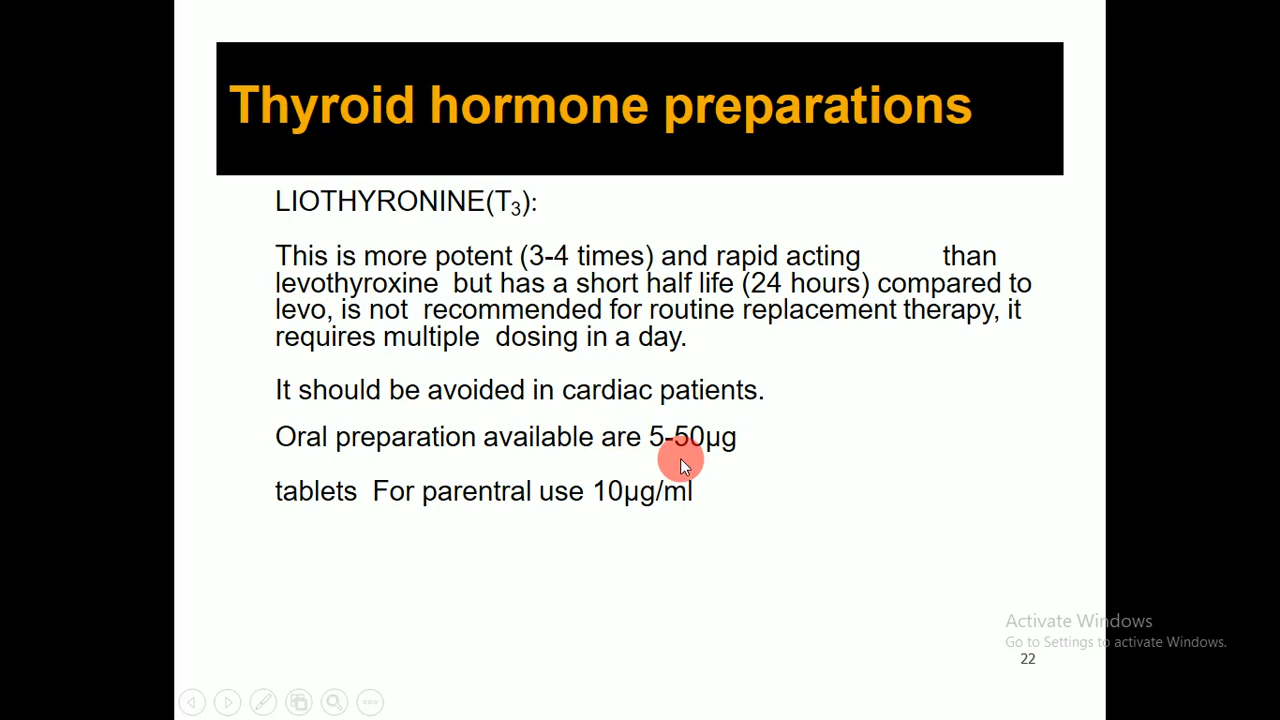 Thyroid hormone preparations
LIOTHYRONINE(T₃):
This is more potent (3-4 times) and rapid acting than
levothyroxine but has a short half life (24 hours) compared to
levo, is not recommended for routine replacement therapy, it
requires multiple dosing in a day.
It should be avoided in cardiac patients.
Oral preparation available are 5-50µg
tablets For parentral use 10µg/ml
Activate Windows
Go to Settings to activate Windows.
22